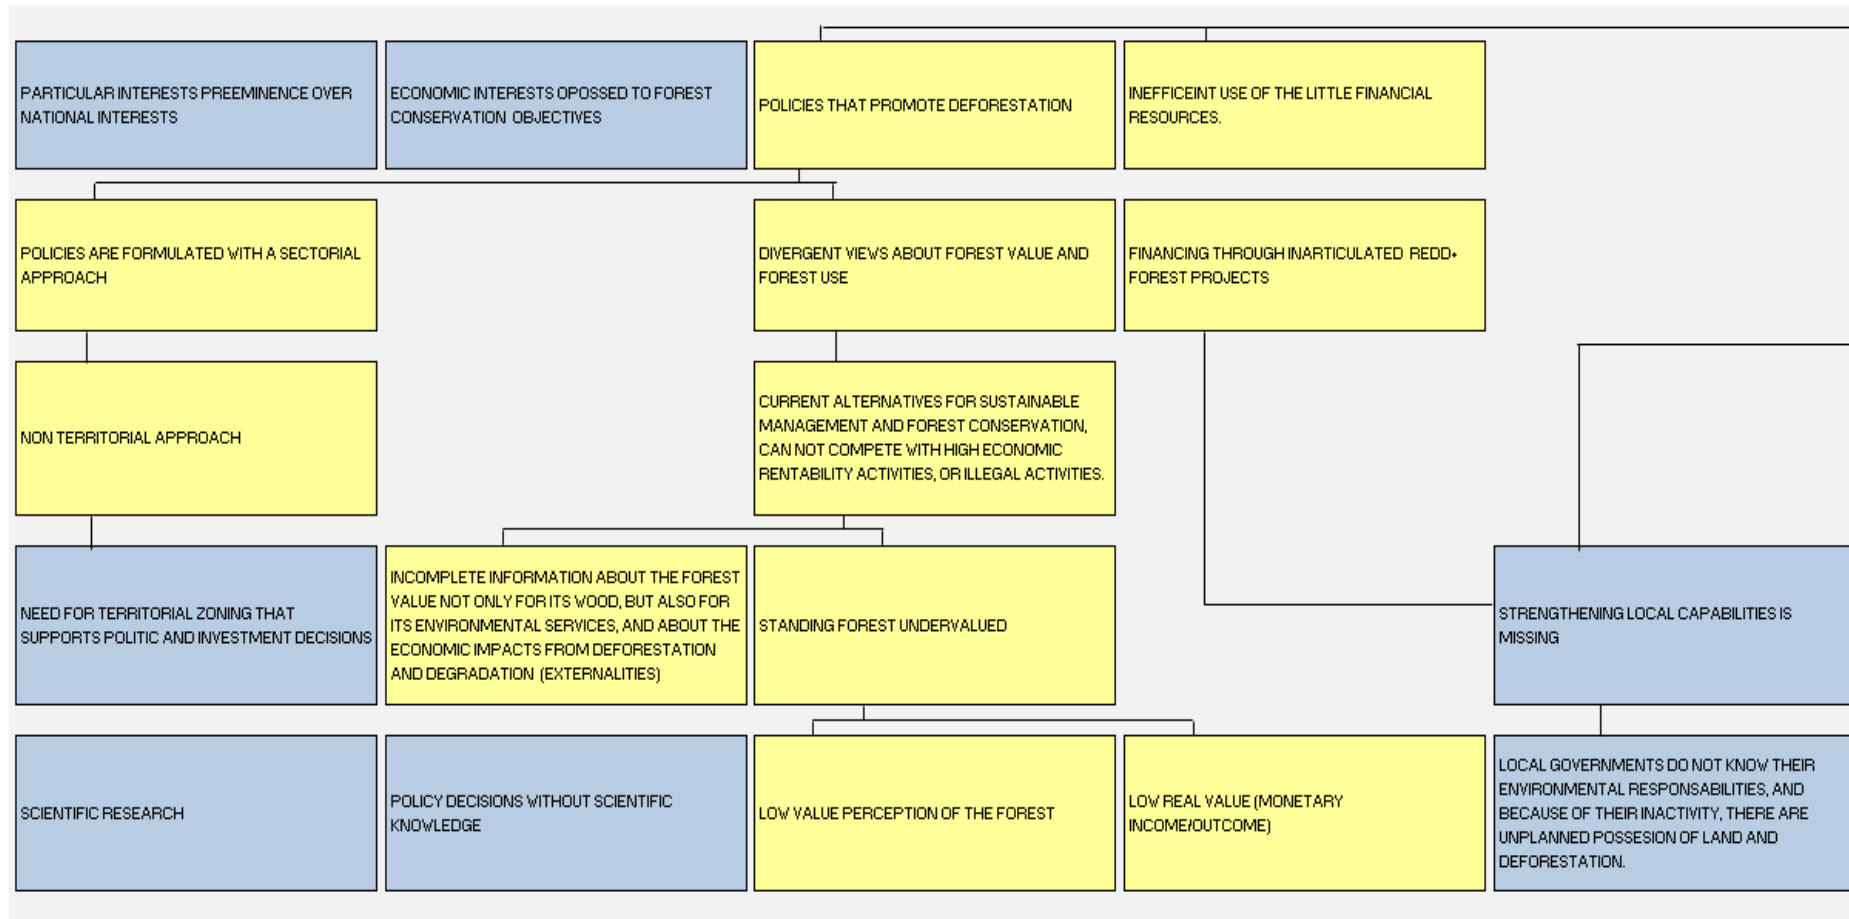 PARTICULAR INTERESTS PREEMINENCE OVER
NATIONAL INTERESTS
ECONOMIC INTERESTS OPOSSED TO FOREST
CONSERVATION OBJECTIVES
POLICIES THAT PROMOTE DEFORESTATION
INEFFICEINT USE OF THE LITTLE FINANCIAL
RESOURCES.
POLICIES ARE FORMULATED WITH A SECTORIAL
APPROACH
DIVERGENT VIEWS ABOUT FOREST VALUE AND
FOREST USE
FINANCING THROUGH INARTICULATED REDD+
FOREST PROJECTS
NON TERRITORIAL APPROACH
CURRENT ALTERNATIVES FOR SUSTAINABLE
MANAGEMENT AND FOREST CONSERVATION,
CAN NOT COMPETE WITH HIGH ECONOMIC
RENTABILITY ACTIVITIES, OR ILLEGAL ACTIVITIES.
NEED FOR TERRITORIAL ZONING THAT
SUPPORTS POLITIC AND INVESTMENT DECISIONS
INCOMPLETE INFORMATION ABOUT THE FOREST
VALUE NOT ONLY FOR ITS WOOD, BUT ALSO FOR
ITS ENVIRONMENTAL SERVICES, AND ABOUT THE
ECONOMIC IMPACTS FROM DEFORESTATION
AND DEGRADATION (EXTERNALITIES)
STANDING FOREST UNDERVALUED
STRENGTHENING LOCAL CAPABILITIES IS
MISSING
SCIENTIFIC RESEARCH
POLICY DECISIONS WITHOUT SCIENTIFIC
KNOWLEDGE
LOW VALUE PERCEPTION OF THE FOREST
LOW REAL VALUE (MONETARY
INCOME/OUTCOME)
LOCAL GOVERNMENTS DO NOT KNOW THEIR
ENVIRONMENTAL RESPONSABILITIES, AND
BECAUSE OF THEIR INACTIVITY, THERE ARE
UNPLANNED POSSESION OF LAND AND
DEFORESTATION.